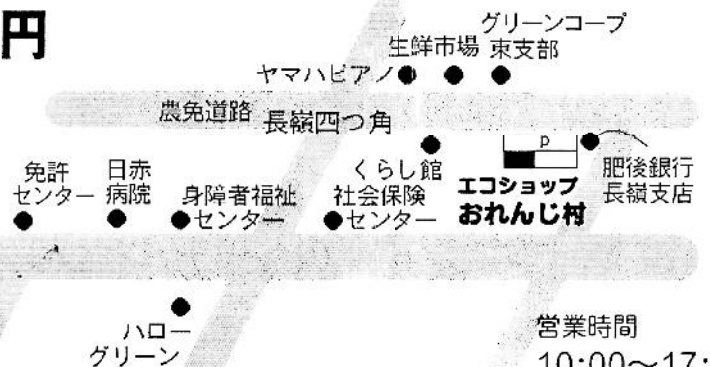 円
グリーンコープ
東支部
生鮮市場
ヤマハピアノ
農免道路
長嶺四つ角
p
くらし館
肥後銀行
長嶺支店
エコショップ
おれんじ村
免許
センター
日赤
病院
身障者福祉
センター
社会保険
センター
ハロー
グリーン
営業時間
10:00～17: